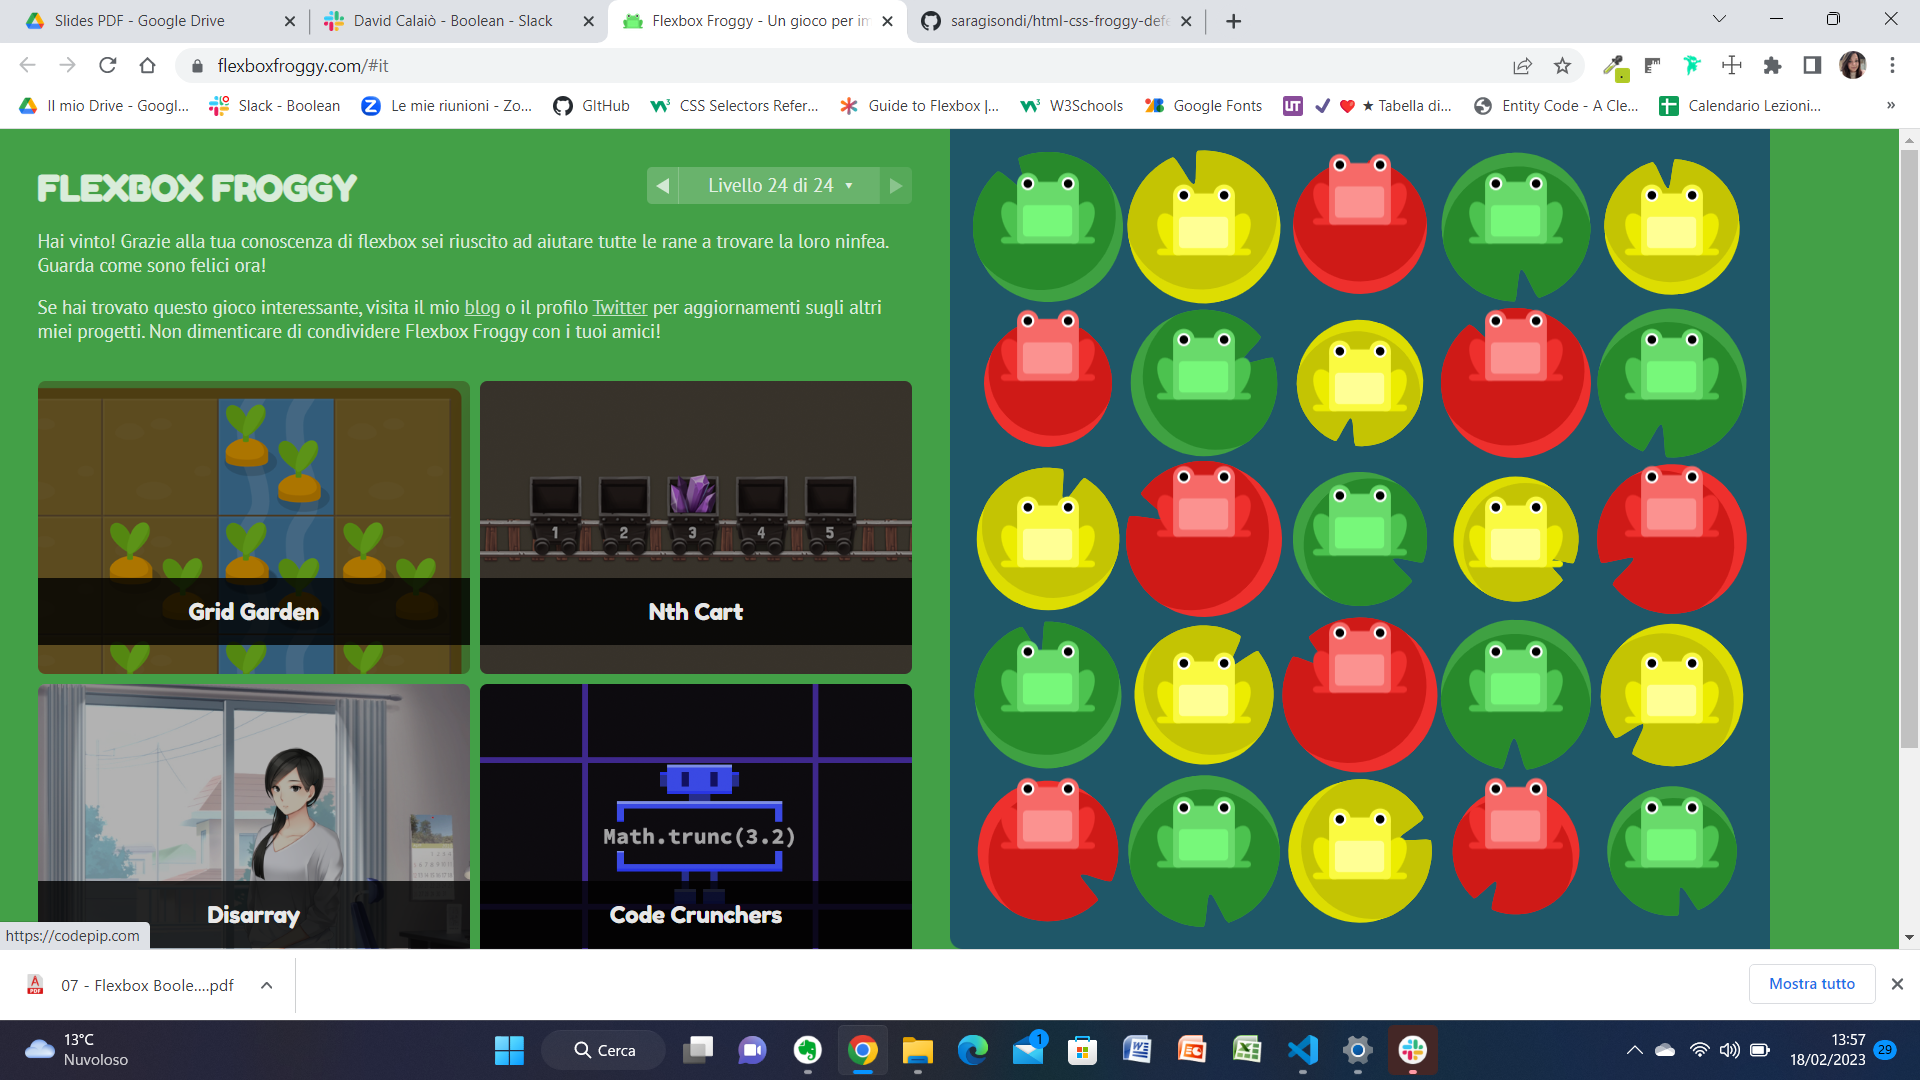 Slides PDF - Google Drive
David Calaiò - Boolean - Slack
Flexbox Froggy - Un gioco per im
saragisondi/html-css-froggy-defe
flexboxfroggy.com/#it
Il mio Drive - Googl...
Slack - Boolean
Le mie riunioni - Zo...
GItHub
CSS Selectors Refer...
Guide to Flexbox |...
W3Schools
Google Fonts
UT
★ Tabella di...
Entity Code - A Cle...
Calendario Lezioni...
»
FLEXBOX FROGGY
Livello 24 di 24
Hai vinto! Grazie alla tua conoscenza di flexbox sei riuscito ad aiutare tutte le rane a trovare la loro ninfea.
Guarda come sono felici ora!
Se hai trovato questo gioco interessante, visita il mio blog o il profilo Twitter per aggiornamenti sugli altri
miei progetti. Non dimenticare di condividere Flexbox Froggy con i tuoi amici!
1 2 3 4 5
Grid Garden
Nth Cart
Math.trunc(3.2)
Disarray
Code Crunchers
https://codepip.com
07 - Flexbox Boole....pdf
Mostra tutto
13°C
Nuvoloso
Cerca
1
13:57
18/02/2023
29